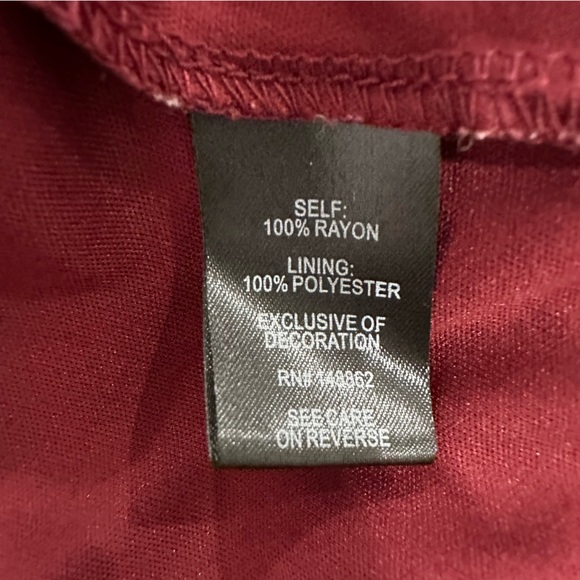 SELF:
100% RAYON
LINING:
100% POLYESTER
EXCLUSIVE OF
DECORATION
RN# 148862
SEE CARE
ON REVERSE